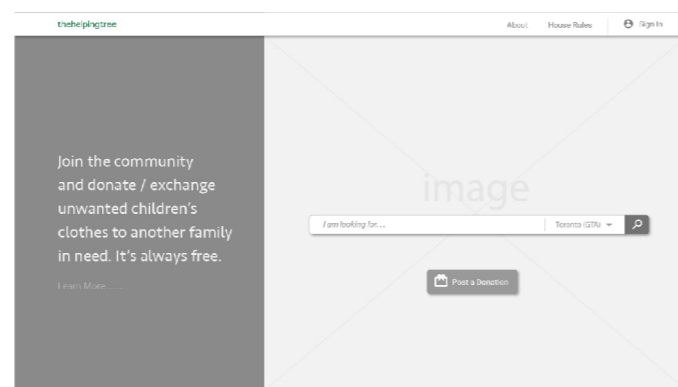 thehelpingtree
About House Rules Sign In
Join the community
and donate / exchange
unwanted children's
clothes to another family
in need. It's always free.
Learn More......
image
I am looking for... Toronto (GTA)
Post a Donation